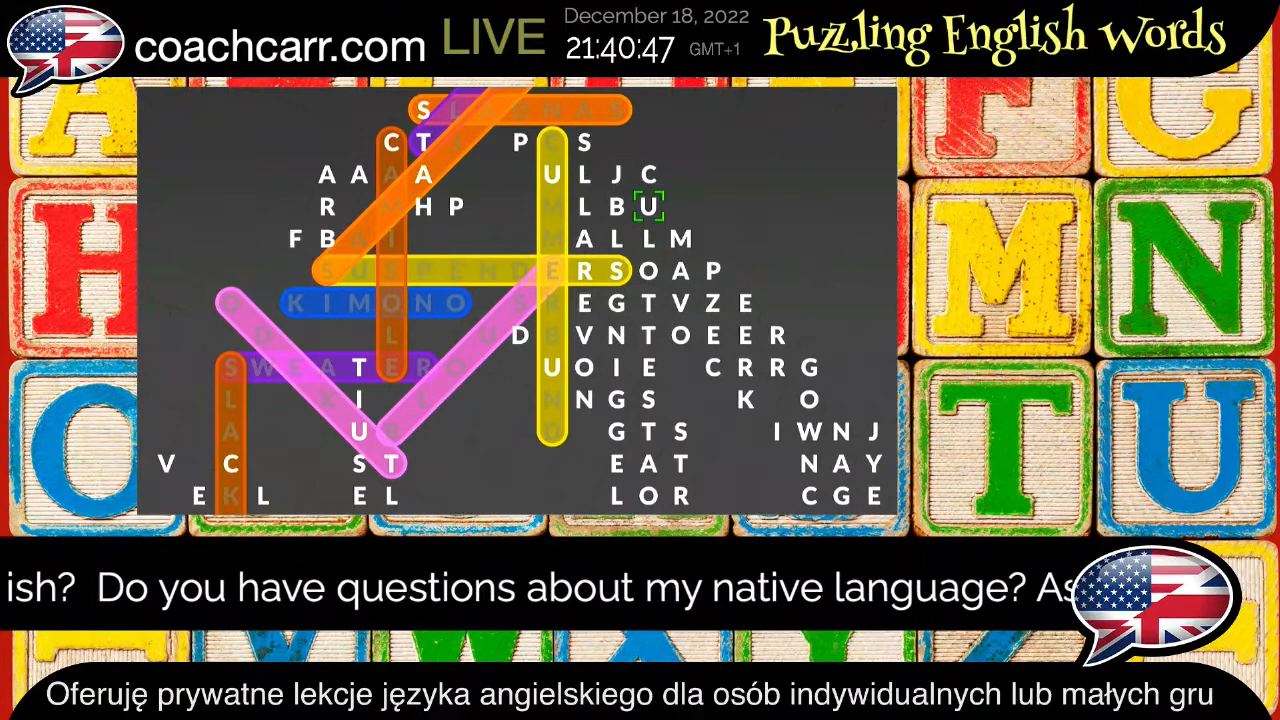 coachcarr.com LIVE December 18, 2022
21:40:47 GMT+1
Puzzling English Words
S
C T P S
A A A U L J C
R H P L B U
F B A L L M
S U S P E N D E R S O A P
K I M O N O S R E G T V Z E
D L U D B V N T O E E R
S W E A T E R O U O I E C R R G
L X I L N N G S K O
A U D G T S I W N J
V C S T E A T N A Y
E K L E L L O R C G E
ish? Do you have questions about my native language? As
Oferuję prywatne lekcje języka angielskiego dla osób indywidualnych lub małych gru